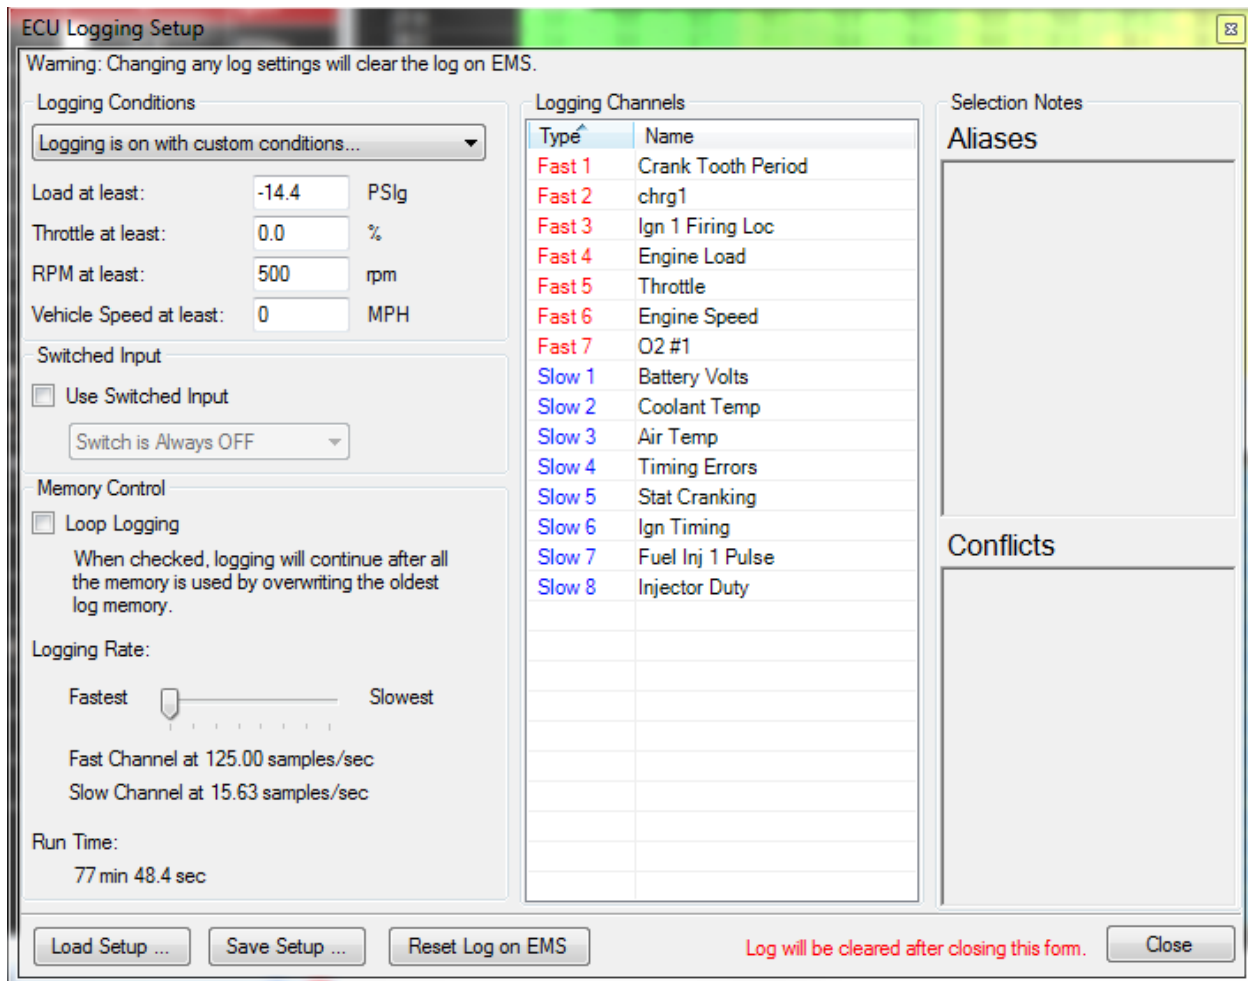 ECU Logging Setup
Warning: Changing any log settings will clear the log on EMS.
Logging Conditions
Logging is on with custom conditions...
Load at least: -14.4 PSIg
Throttle at least: 0.0 %
RPM at least: 500 rpm
Vehicle Speed at least: 0 MPH
Switched Input
Use Switched Input
Switch is Always OFF
Memory Control
Loop Logging
When checked, logging will continue after all
the memory is used by overwriting the oldest
log memory.
Logging Rate:
Fastest Slowest
Fast Channel at 125.00 samples/sec
Slow Channel at 15.63 samples/sec
Run Time:
77 min 48.4 sec
Logging Channels
Type Name
Fast 1 Crank Tooth Period
Fast 2 chrg1
Fast 3 Ign 1 Firing Loc
Fast 4 Engine Load
Fast 5 Throttle
Fast 6 Engine Speed
Fast 7 O2 #1
Slow 1 Battery Volts
Slow 2 Coolant Temp
Slow 3 Air Temp
Slow 4 Timing Errors
Slow 5 Stat Cranking
Slow 6 Ign Timing
Slow 7 Fuel Inj 1 Pulse
Slow 8 Injector Duty
Selection Notes
Aliases
Conflicts
Load Setup ... Save Setup ... Reset Log on EMS Log will be cleared after closing this form. Close